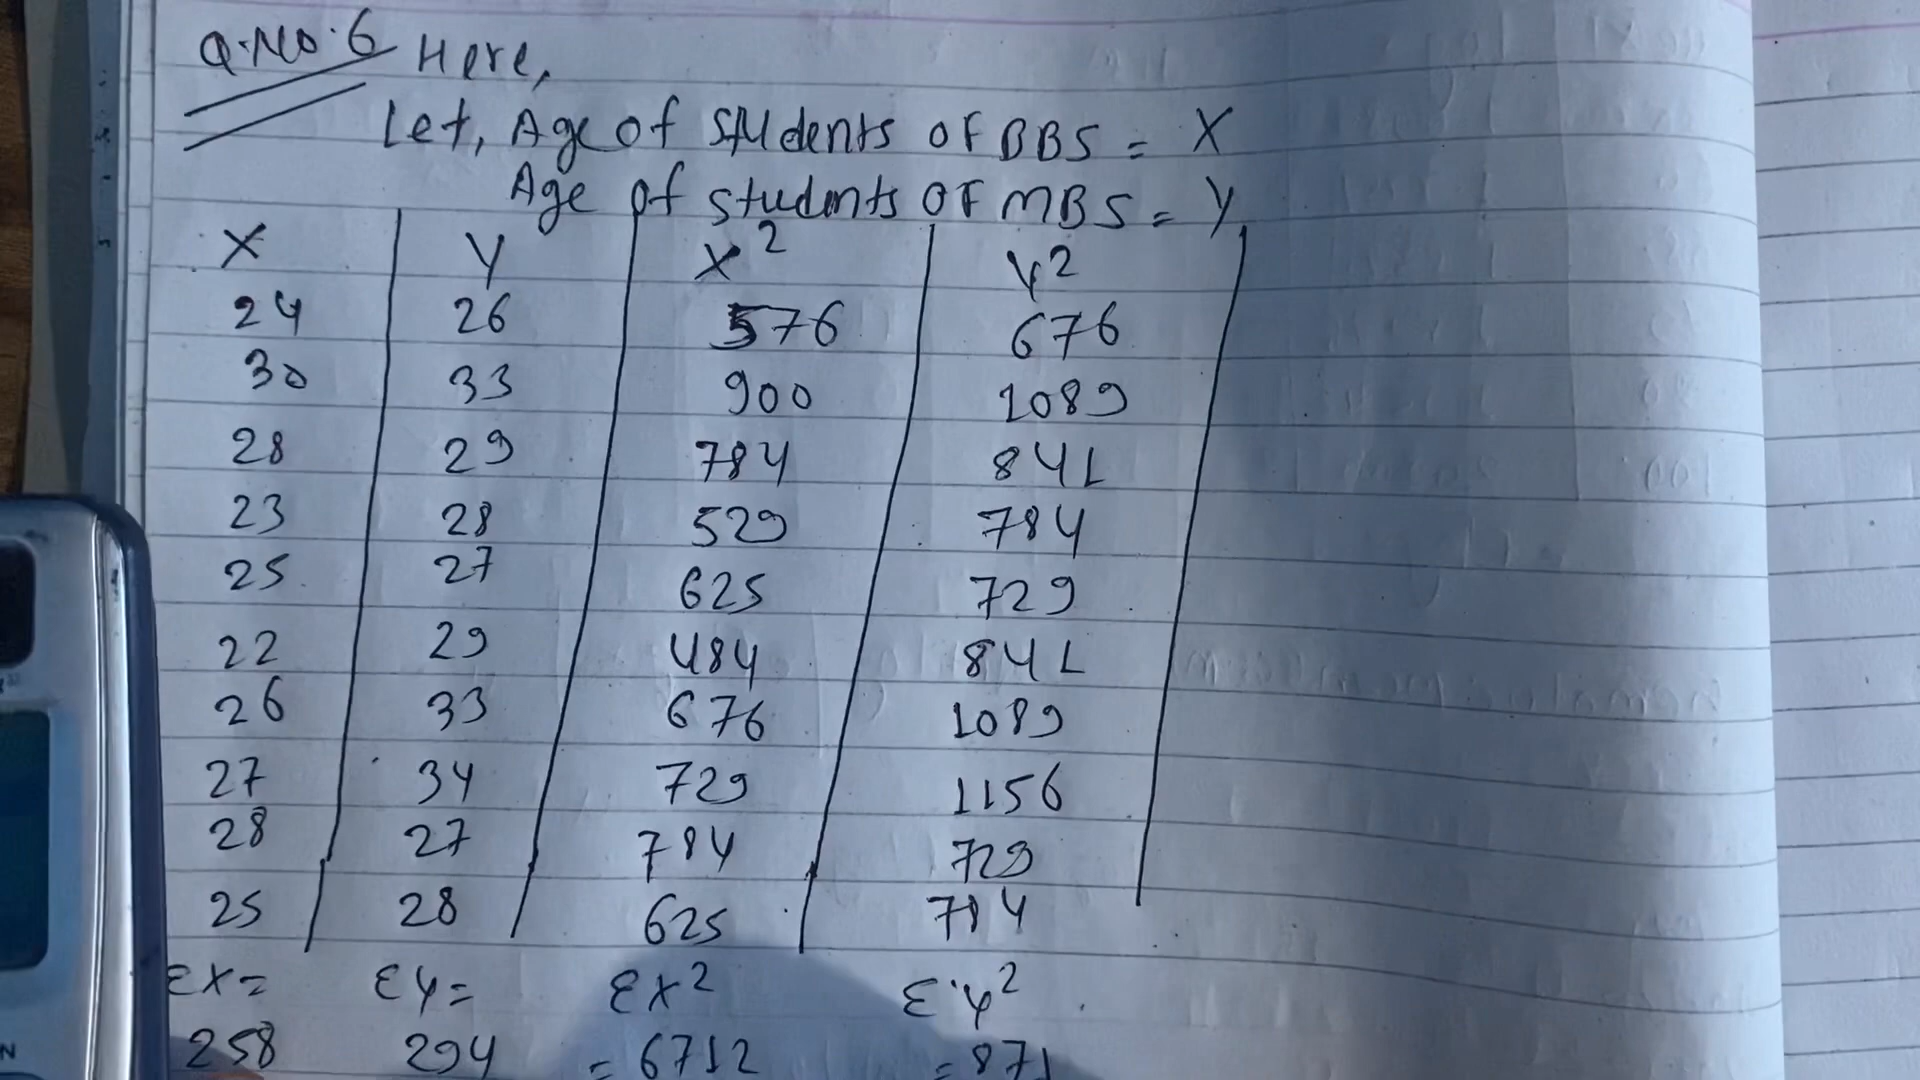 Q.No.6 Here,
Let, Age of Students OF BBS = X
Age of students OF MBS = Y
X Y X² Y²
24 26 576 676
30 33 900 1089
28 29 784 841
23 28 529 784
25 27 625 729
22 29 484 841
26 33 676 1089
27 34 729 1156
28 27 784 729
25 28 625 784
ΣX= ΣY= ΣX² ΣY²
258 294 = 6712 = 871